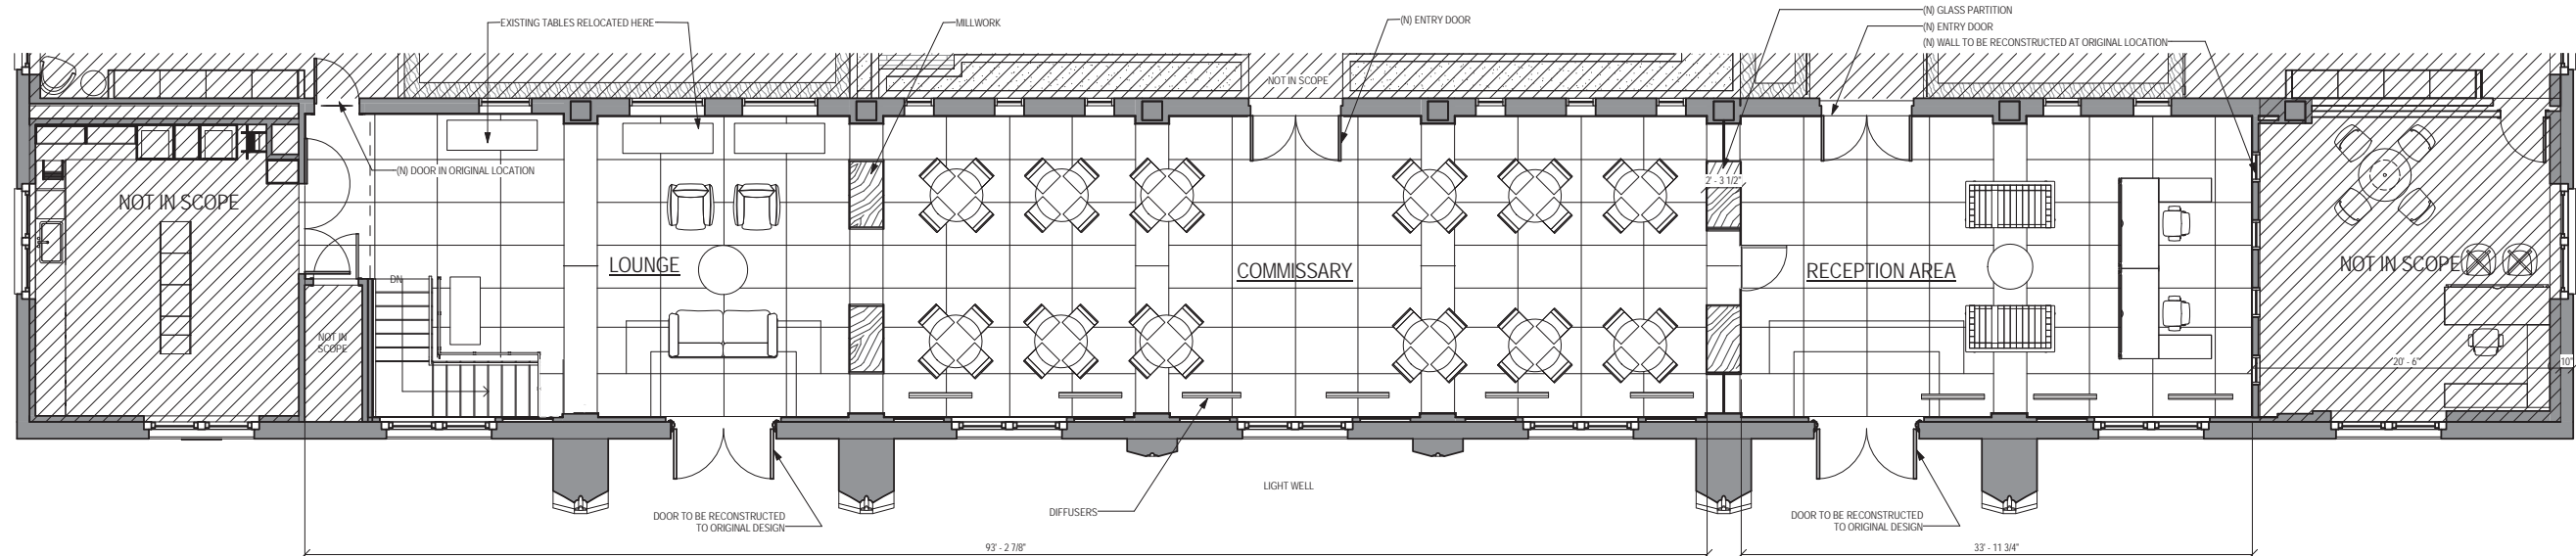 EXISTING TABLES RELOCATED HERE
MILLWORK
(N) ENTRY DOOR
(N) GLASS PARTITION
(N) ENTRY DOOR
(N) WALL TO BE RECONSTRUCTED AT ORIGINAL LOCATION
NOT IN SCOPE
(N) DOOR IN ORIGINAL LOCATION
2' - 3 1/2"
NOT IN SCOPE
LOUNGE
COMMISSARY
RECEPTION AREA
NOT IN SCOPE
DN
NOT IN
SCOPE
20' - 6"
10"
LIGHT WELL
DIFFUSERS
DOOR TO BE RECONSTRUCTED
TO ORIGINAL DESIGN
DOOR TO BE RECONSTRUCTED
TO ORIGINAL DESIGN
93' - 2 7/8"
33' - 11 3/4"